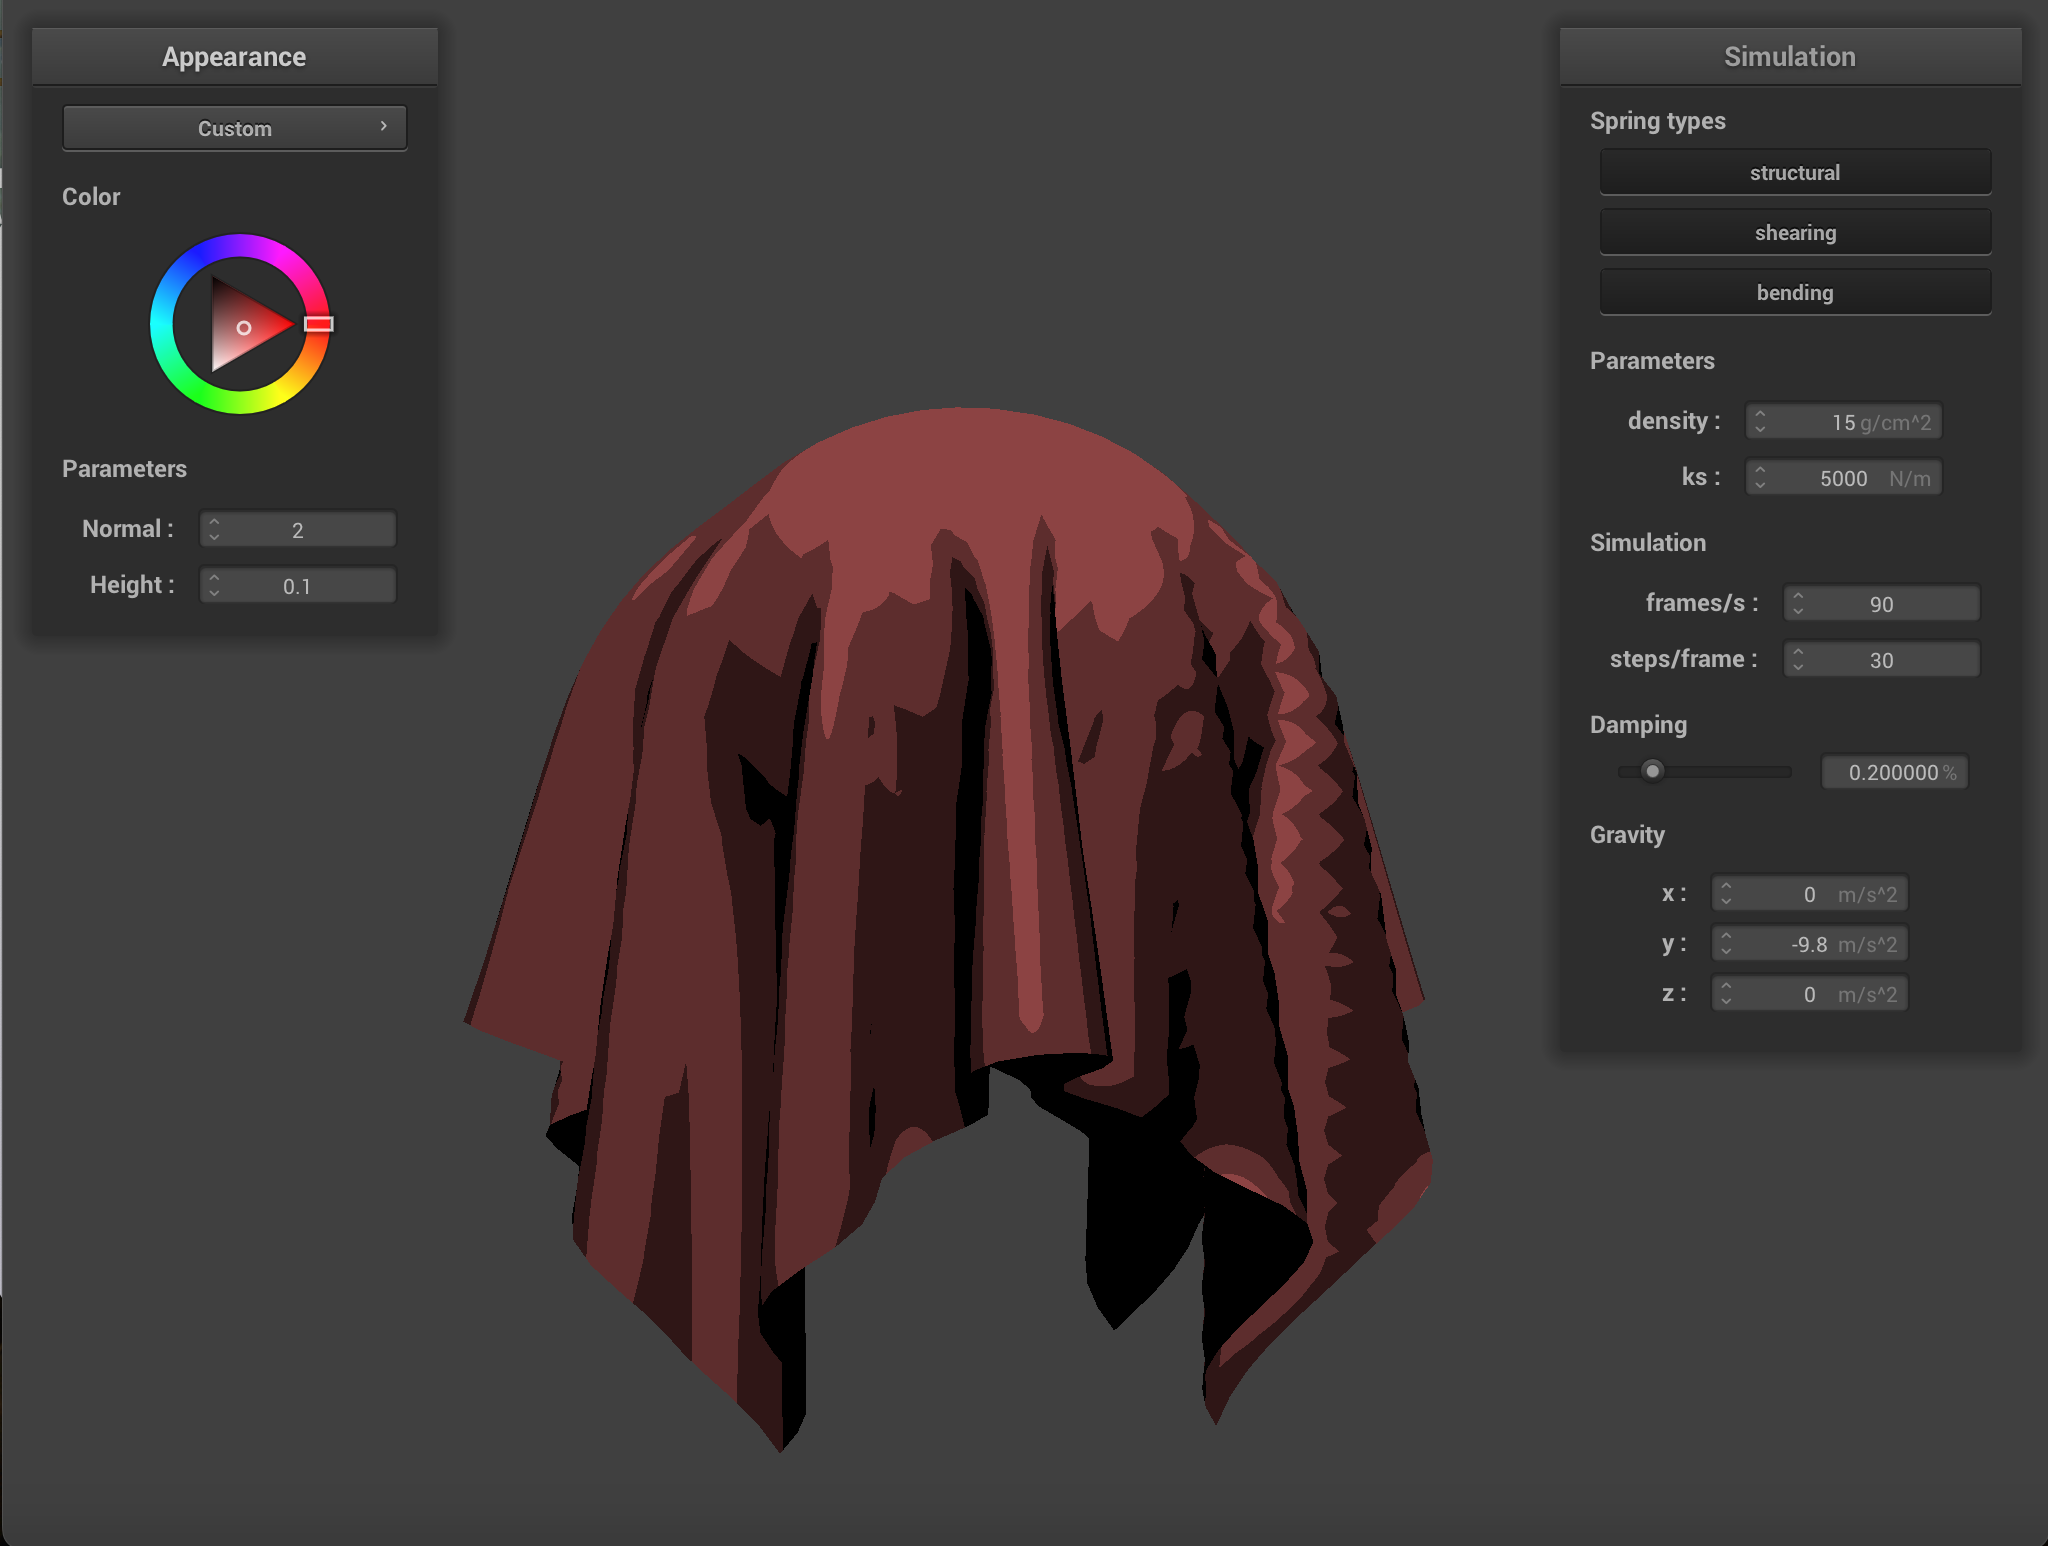 Appearance
Custom
Color
Parameters
Normal : 2
Height : 0.1
Simulation
Spring types
structural
shearing
bending
Parameters
density : 15 g/cm^2
ks : 5000 N/m
Simulation
frames/s : 90
steps/frame : 30
Damping
0.200000 %
Gravity
x : 0 m/s^2
y : -9.8 m/s^2
z : 0 m/s^2